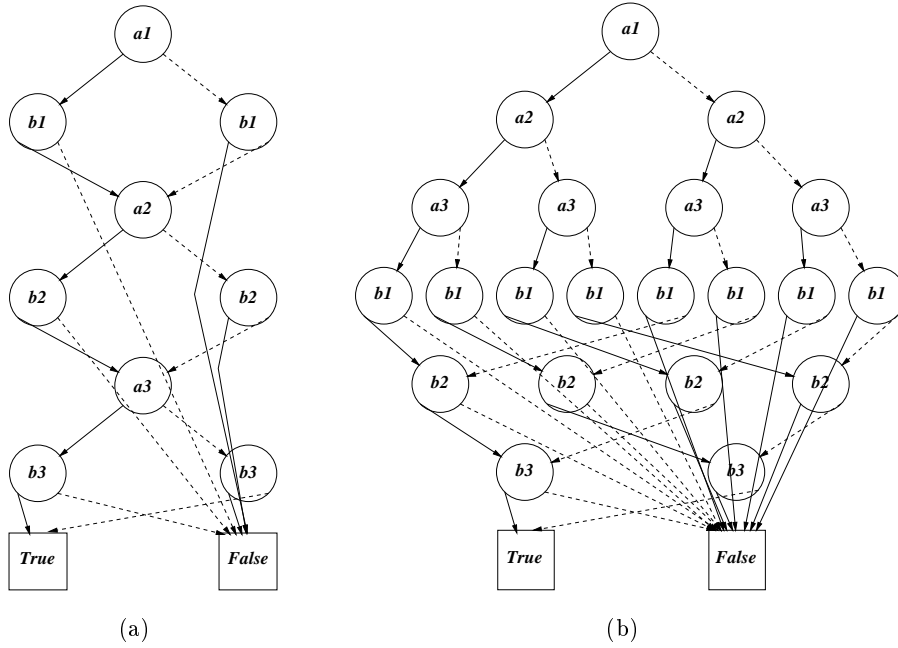 a1
b1 b1
a2
b2 b2
a3
b3 b3
True False
(a)
a1
a2 a2
a3 a3 a3 a3
b1 b1 b1 b1 b1 b1 b1 b1
b2 b2 b2 b2
b3 b3
True False
(b)